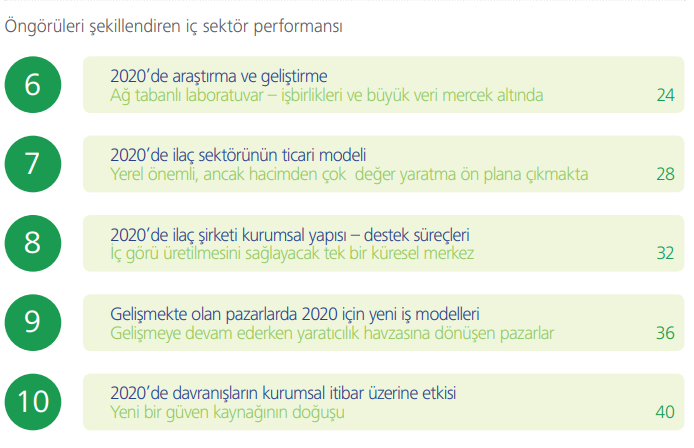 Öngörüleri şekillendiren iç sektör performansı
6
2020’de araştırma ve geliştirme
Ağ tabanlı laboratuvar – işbirlikleri ve büyük veri mercek altında
24
7
2020’de ilaç sektörünün ticari modeli
Yerel önemli, ancak hacimden çok değer yaratma ön plana çıkmakta
28
8
2020’de ilaç şirketi kurumsal yapısı – destek süreçleri
İç görü üretilmesini sağlayacak tek bir küresel merkez
32
9
Gelişmekte olan pazarlarda 2020 için yeni iş modelleri
Gelişmeye devam ederken yaratıcılık havzasına dönüşen pazarlar
36
10
2020’de davranışların kurumsal itibar üzerine etkisi
Yeni bir güven kaynağının doğuşu
40